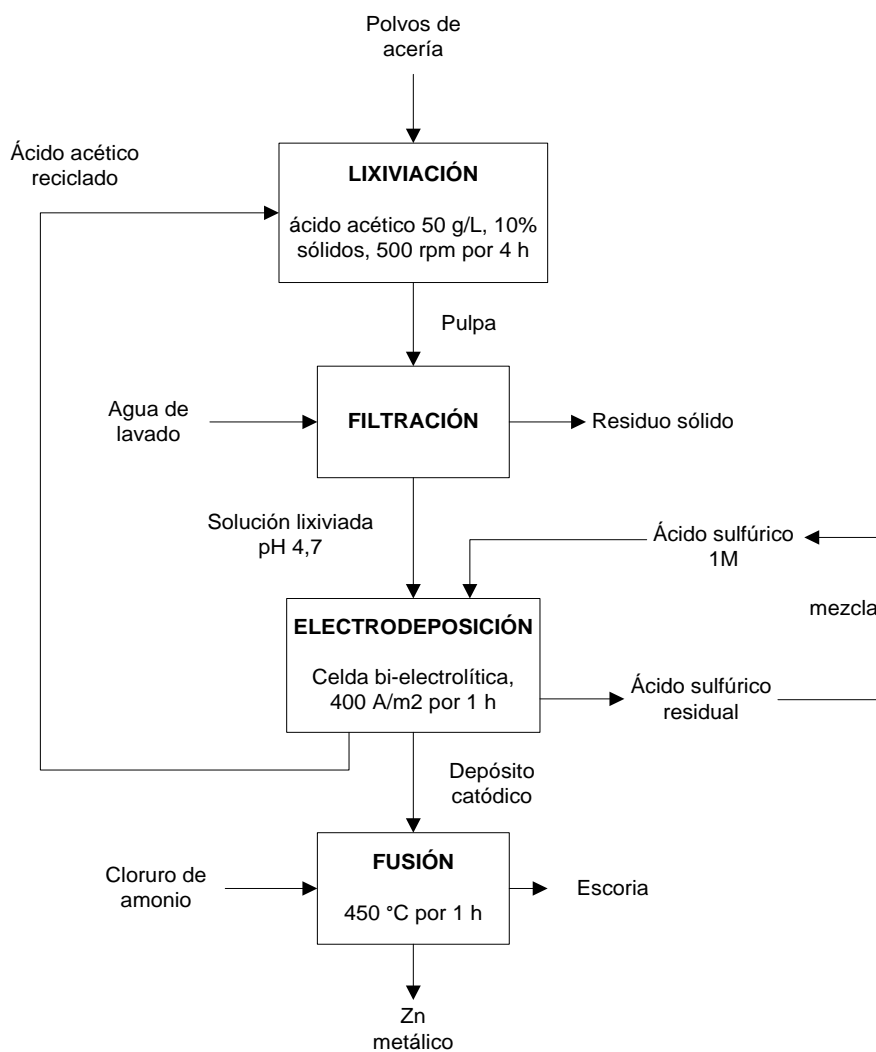 Polvos de
acería
Ácido acético
reciclado
LIXIVIACIÓN
ácido acético 50 g/L, 10%
sólidos, 500 rpm por 4 h
Pulpa
Agua de
lavado
FILTRACIÓN
Residuo sólido
Solución lixiviada
pH 4,7
Ácido sulfúrico
1M
mezcla
ELECTRODEPOSICIÓN
Celda bi-electrolítica,
400 A/m2 por 1 h
Ácido sulfúrico
residual
Depósito
catódico
Cloruro de
amonio
FUSIÓN
450 °C por 1 h
Escoria
Zn
metálico